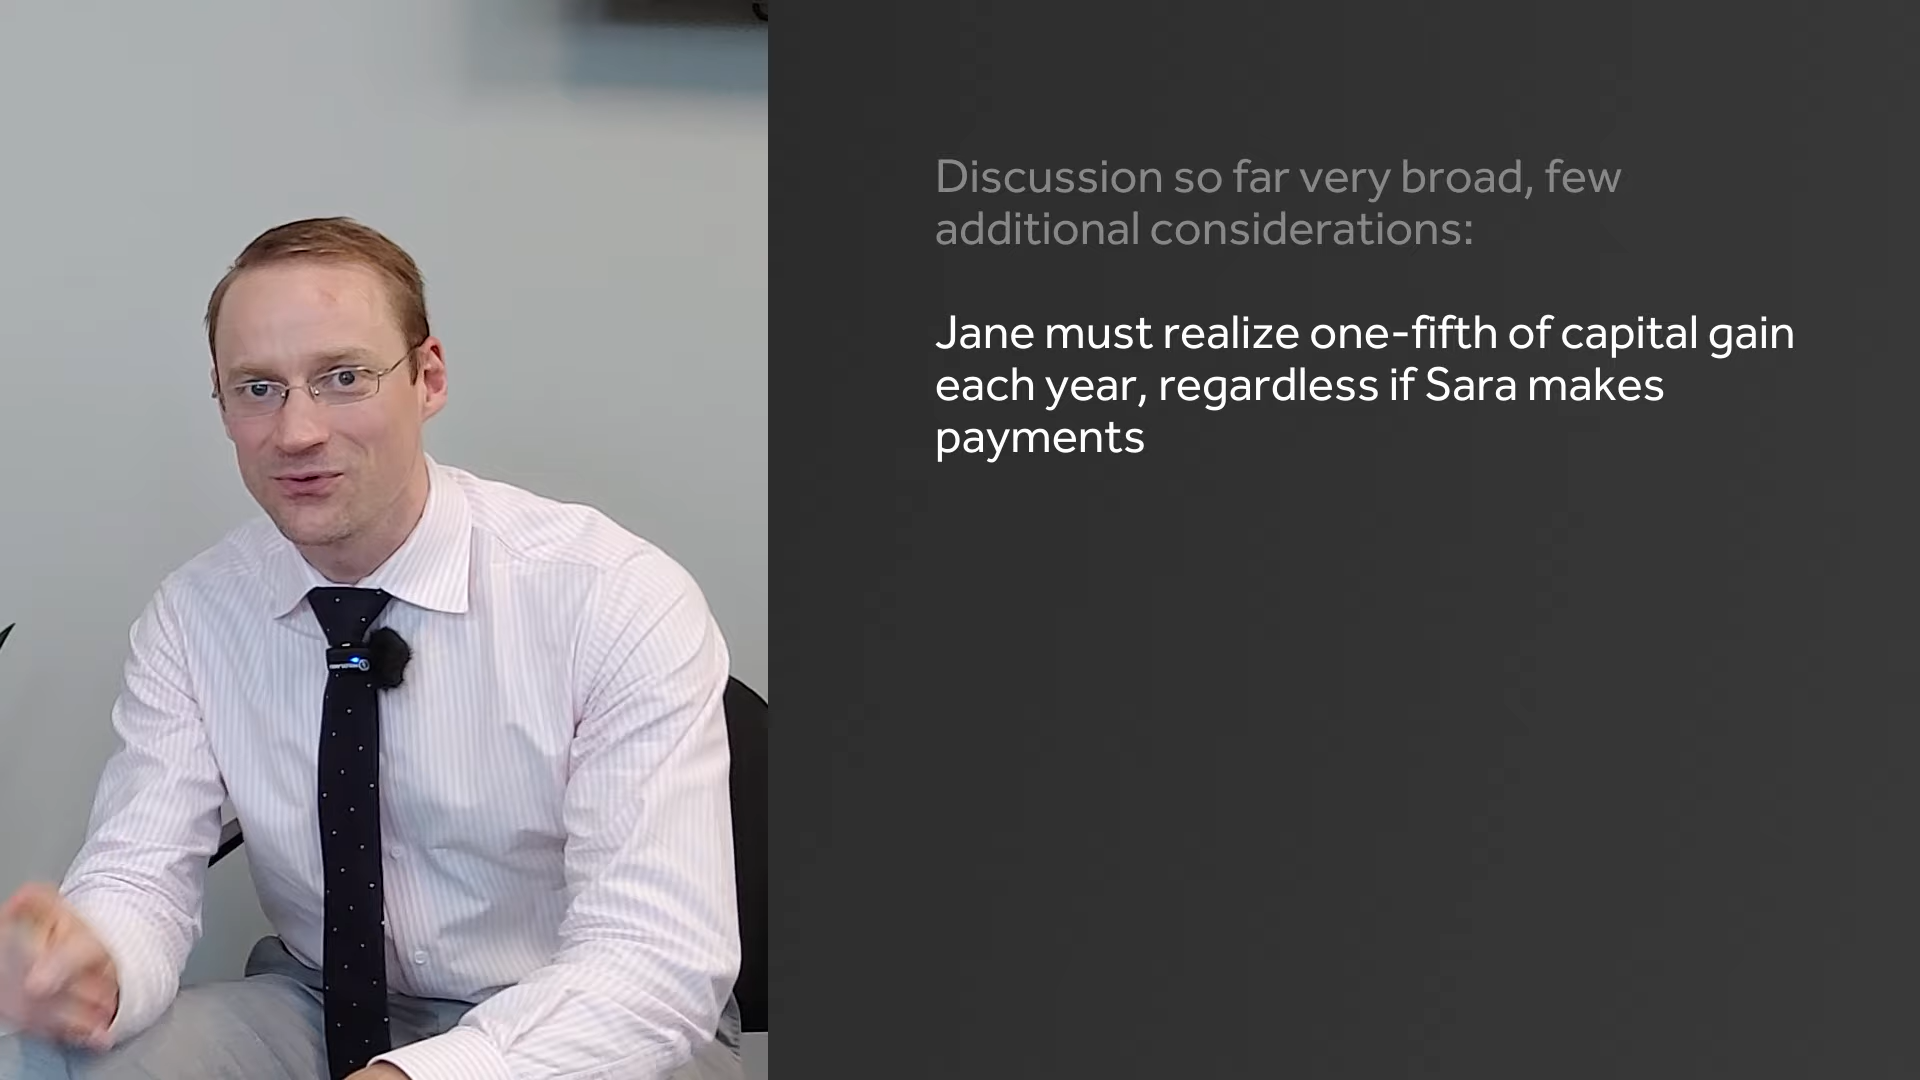 Discussion so far very broad, few
additional considerations:
Jane must realize one-fifth of capital gain
each year, regardless if Sara makes
payments